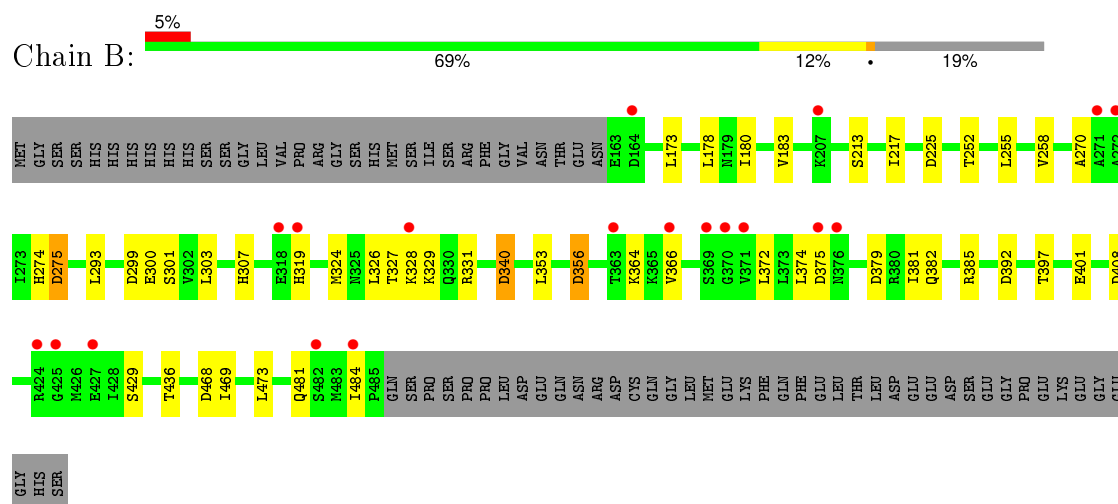 5%
Chain B:
69% 12% • 19%
MET GLY SER SER HIS HIS HIS HIS HIS HIS SER SER GLY LEU VAL PRO ARG GLY SER HIS MET SER ILE SER ARG PHE GLY VAL ASN THR GLU ASN E163 D164 L173 L178 N179 I180 V183 K207 S213 I217 D225 T252 L255 V258 A270 A271 A272
I273 H274 D275 L293 D299 E300 S301 V302 L303 H307 E318 H319 M324 N325 L326 T327 K328 K329 Q330 R331 D340 L353 D356 T363 K364 K365 V366 S369 G370 V371 L372 L373 L374 D375 N376 D379 R380 I381 Q382 R385 D392 T397 E401 D408
R424 G425 M426 E427 I428 S429 T436 D468 I469 L473 Q481 S482 M483 I484 P485 GLN SER PRO SER PRO PRO LEU ASP GLU GLN ASN ARG ASP CYS GLN GLY LEU MET GLU LYS PHE GLN PHE GLU LEU THR LEU ASP GLU GLU ASP SER GLU GLY PRO GLU LYS GLU GLY GLU
GLY HIS SER